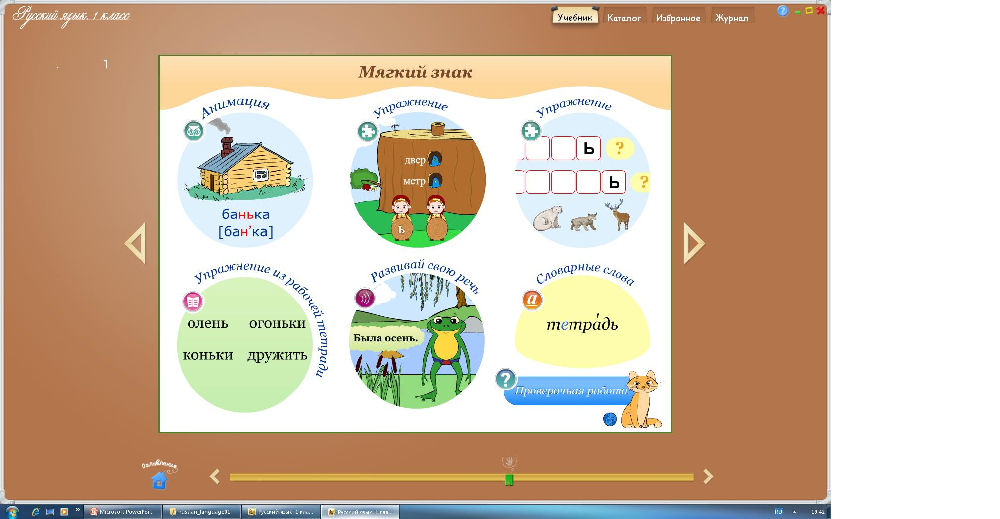 Русский язык. 1 класс
Учебник
Каталог
Избранное
Журнал
. 1
Мягкий знак
Анимация
банька
[бан’ка]
Упражнение
двер
метр
Ь
Упражнение
Ь ?
Ь ?
Упражнение из рабочей тетради
олень огоньки
коньки дружить
Развивай свою речь
Была осень.
Словарные слова
а
тетра́дь
?
Проверочная работа
Оглавление
Microsoft PowerPoi...
russian_language01
Русский язык. 1 кла...
Русский язык. 1 кла...
RU
19:42